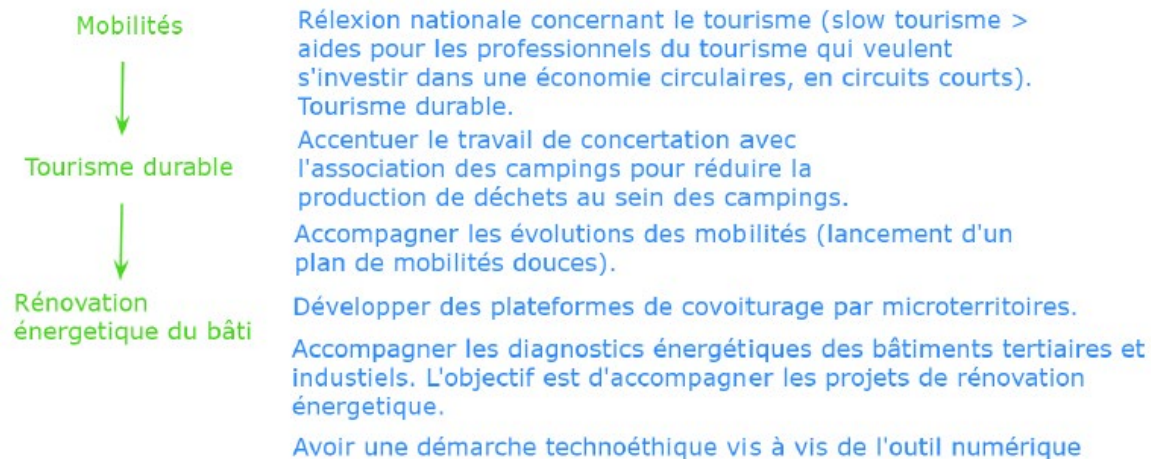 Mobilités
Tourisme durable
Rénovation
énergetique du bâti
Rélexion nationale concernant le tourisme (slow tourisme >
aides pour les professionnels du tourisme qui veulent
s'investir dans une économie circulaires, en circuits courts).
Tourisme durable.
Accentuer le travail de concertation avec
l'association des campings pour réduire la
production de déchets au sein des campings.
Accompagner les évolutions des mobilités (lancement d'un
plan de mobilités douces).
Développer des plateformes de covoiturage par microterritoires.
Accompagner les diagnostics énergétiques des bâtiments tertiaires et
industiels. L'objectif est d'accompagner les projets de rénovation
énergetique.
Avoir une démarche technoéthique vis à vis de l'outil numérique